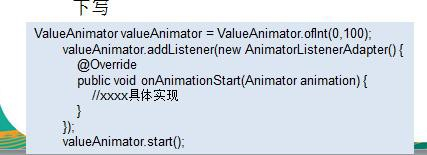 下写
ValueAnimator valueAnimator = ValueAnimator.ofInt(0,100);
valueAnimator.addListener(new AnimatorListenerAdapter() {
@Override
public void onAnimationStart(Animator animation) {
//xxxx具体实现
}
});
valueAnimator.start();